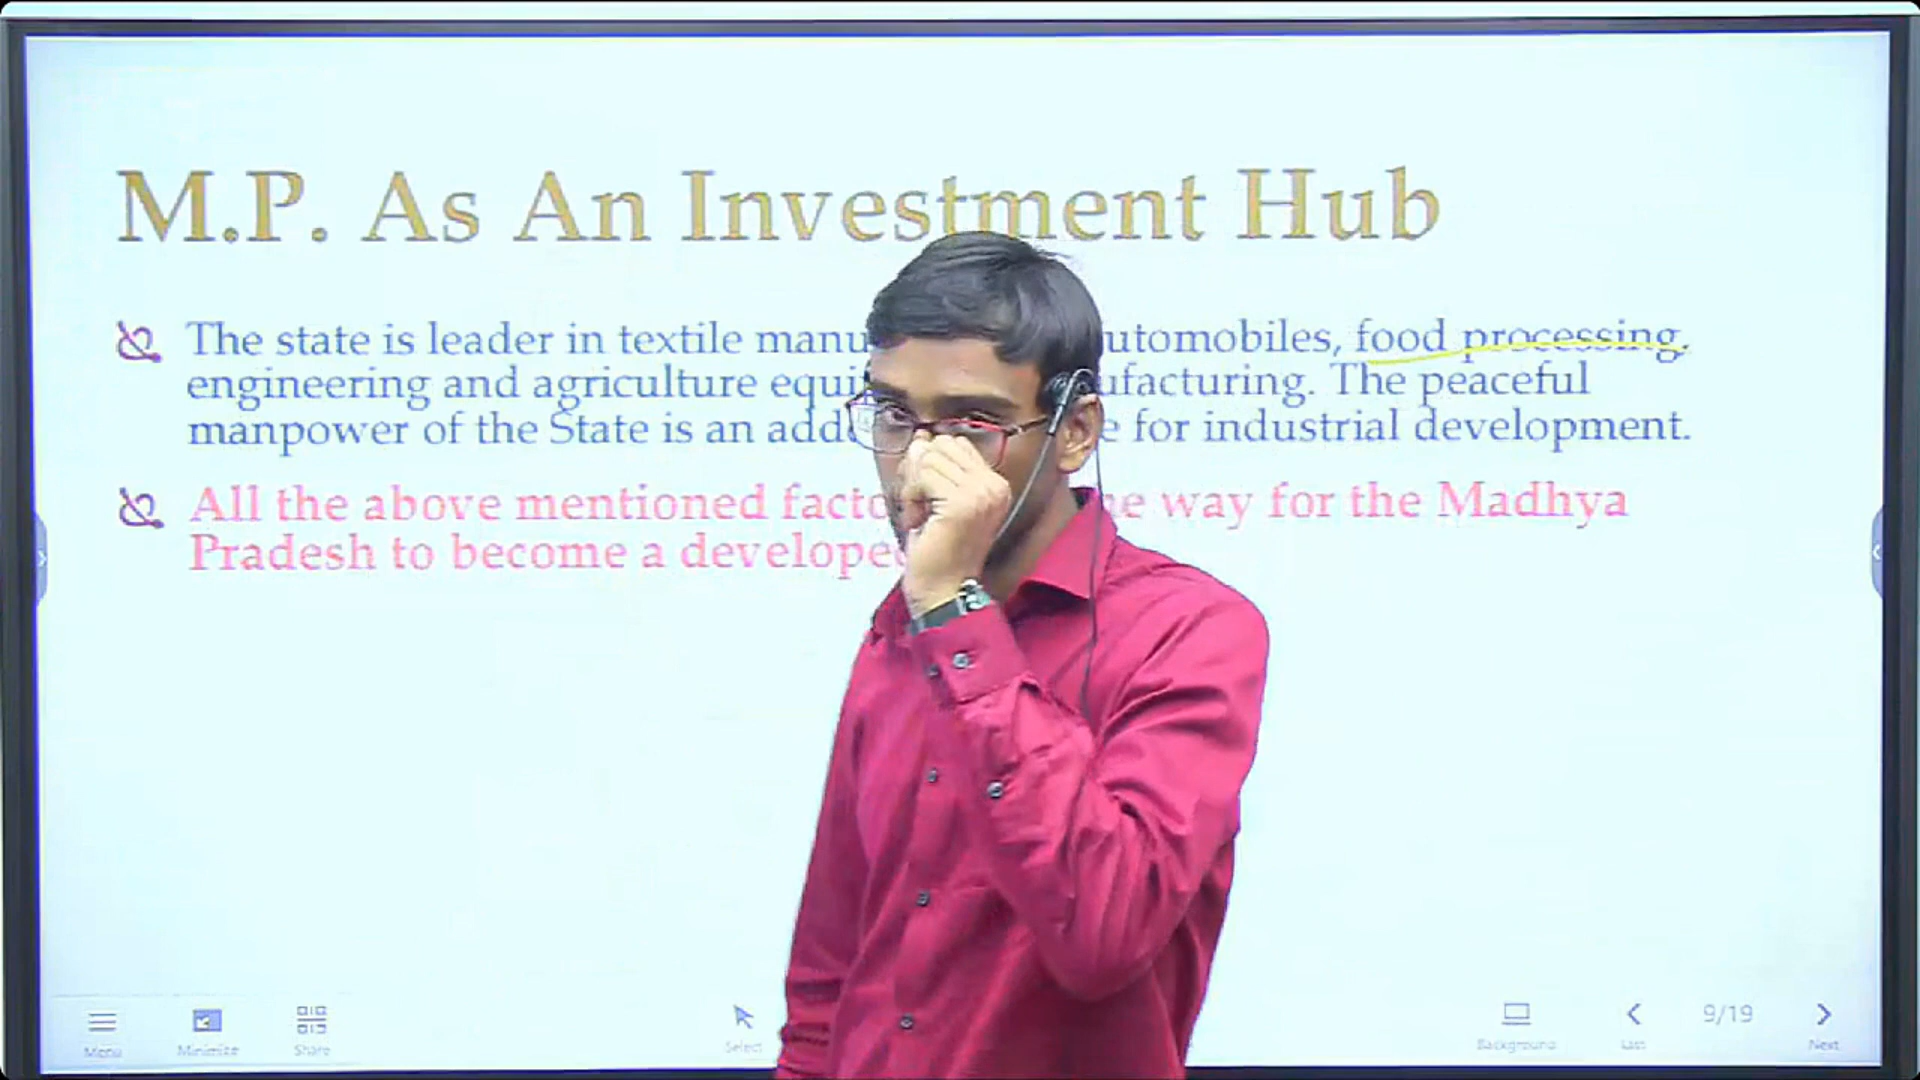 M.P. As An Investment Hub
The state is leader in textile manu utomobiles, food processing,
engineering and agriculture equi ufacturing. The peaceful
manpower of the State is an add e for industrial development.
All the above mentioned facto e way for the Madhya
Pradesh to become a develope
Menu Minimize Share Select Background Last 9/19 Next